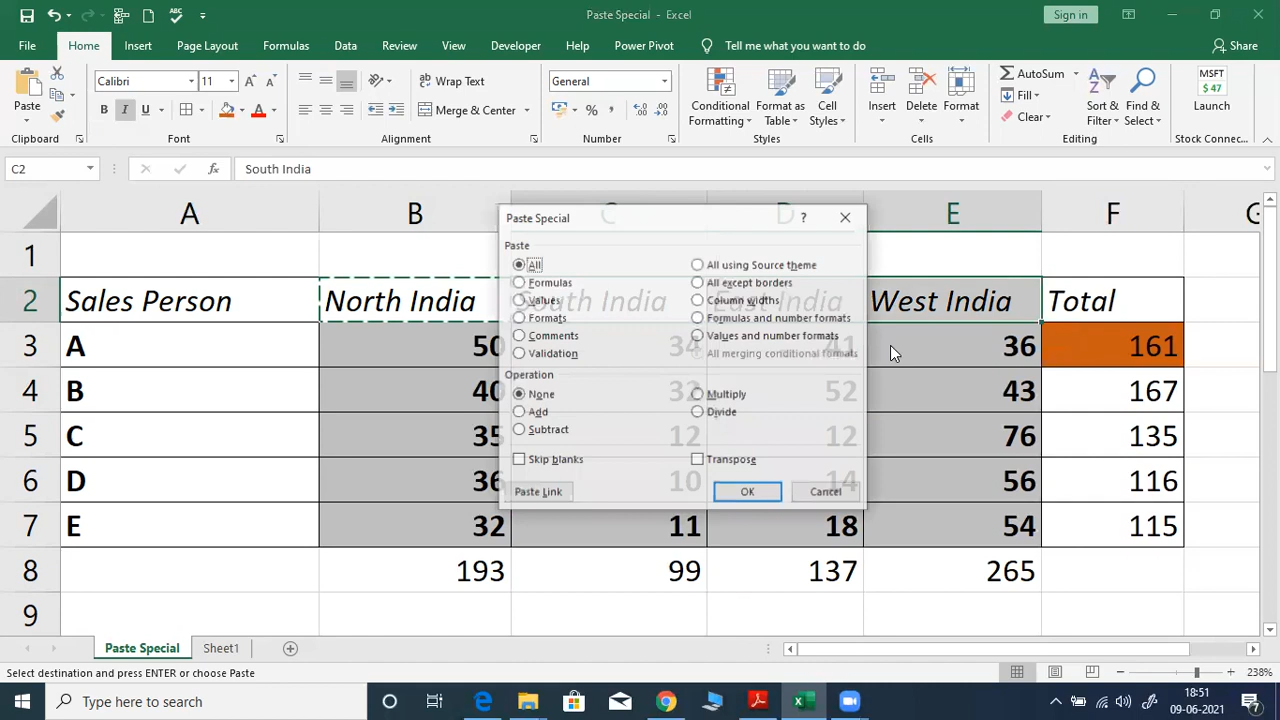 Paste Special - Excel
Sign in
File Home Insert Page Layout Formulas Data Review View Developer Help Power Pivot Tell me what you want to do Share
Paste
Calibri 11
B I U A
Wrap Text
Merge & Center
General
%
Conditional Formatting
Format as Table
Cell Styles
Insert
Delete
Format
AutoSum
Fill
Clear
Sort & Filter
Find & Select
MSFT
$ 47
Launch
Clipboard Font Alignment Number Styles Cells Editing Stock Connec...
C2 fx South India
A B C D E F G
1
2 Sales Person North India South India East India West India Total
3 A 50 34 41 36 161
4 B 40 32 52 43 167
5 C 35 12 12 76 135
6 D 36 10 14 56 116
7 E 32 11 18 54 115
8 193 99 137 265
9
Paste Special ?
Paste
All All using Source theme
Formulas All except borders
Values Column widths
Formats Formulas and number formats
Comments Values and number formats
Validation All merging conditional formats
Operation
None Multiply
Add Divide
Subtract
Skip blanks Transpose
Paste Link OK Cancel
Paste Special Sheet1
Select destination and press ENTER or choose Paste
238%
Type here to search
18:51
09-06-2021
7